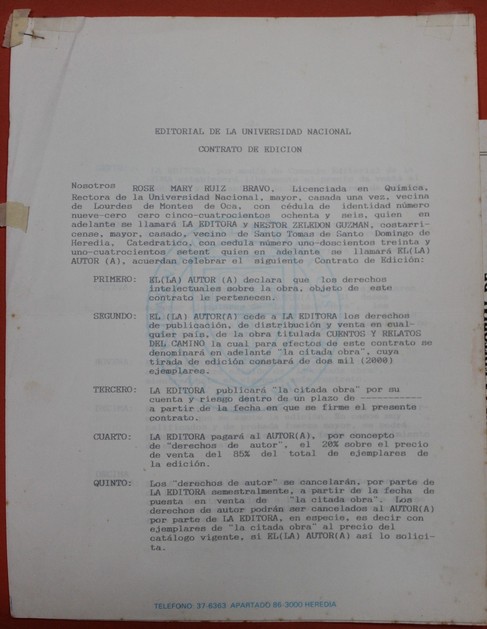 EDITORIAL DE LA UNIVERSIDAD NACIONAL
CONTRATO DE EDICION
Nosotros ROSE MARY RUIZ BRAVO, Licenciada en Química,
Rectora de la Universidad Nacional, mayor, casada una vez, vecina
de Lourdes de Montes de Oca, con cédula de identidad número
nueve-cero cero cinco-cuatrocientos ochenta y seis, quien en
adelante se llamará LA EDITORA y NESTOR ZELEDON GUZMAN, costarri-
cense, mayor, casado, vecino de Santo Tomas de Santo Domingo de
Heredia, Catedratico, con cedula número uno-doscientos treinta y
uno-cuatrocientos setent quien en adelante se llamará EL(LA)
AUTOR (A), acuerdan celebrar el siguiente Contrato de Edición:
PRIMERO: EL(LA) AUTOR (A) declara que los derechos
intelectuales sobre la obra, objeto de este
contrato le pertenecen.
SEGUNDO: EL (LA) AUTOR(A) cede a LA EDITORA los derechos
de publicación, de distribución y venta en cual-
quier país, de la obra titulada CUENTOS Y RELATOS
DEL CAMINO la cual para efectos de este contrato se
denominará en adelante "la citada obra", cuya
tirada de edición constará de dos mil (2000)
ejemplares.
TERCERO: LA EDITORA publicará "la citada obra" por su
cuenta y riesgo dentro de un plazo de -----------
a partir de la fecha en que se firme el presente
contrato.
CUARTO: LA EDITORA pagará al AUTOR(A), por concepto
de "derechos de autor", el 20% sobre el precio
de venta del 85% del total de ejemplares de
la edición.
QUINTO: Los "derechos de autor" se cancelarán, por parte de
LA EDITORA semestralmente, a partir de la fecha de
puesta en venta de "la citada obra". Los
derechos de autor podrán ser cancelados al AUTOR(A)
por parte de LA EDITORA, en especie, es decir con
ejemplares de "la citada obra" al precio del
catálogo vigente, si EL(LA) AUTOR(A) así lo solici-
ta.
TELEFONO: 37-6363 APARTADO 86-3000 HEREDIA